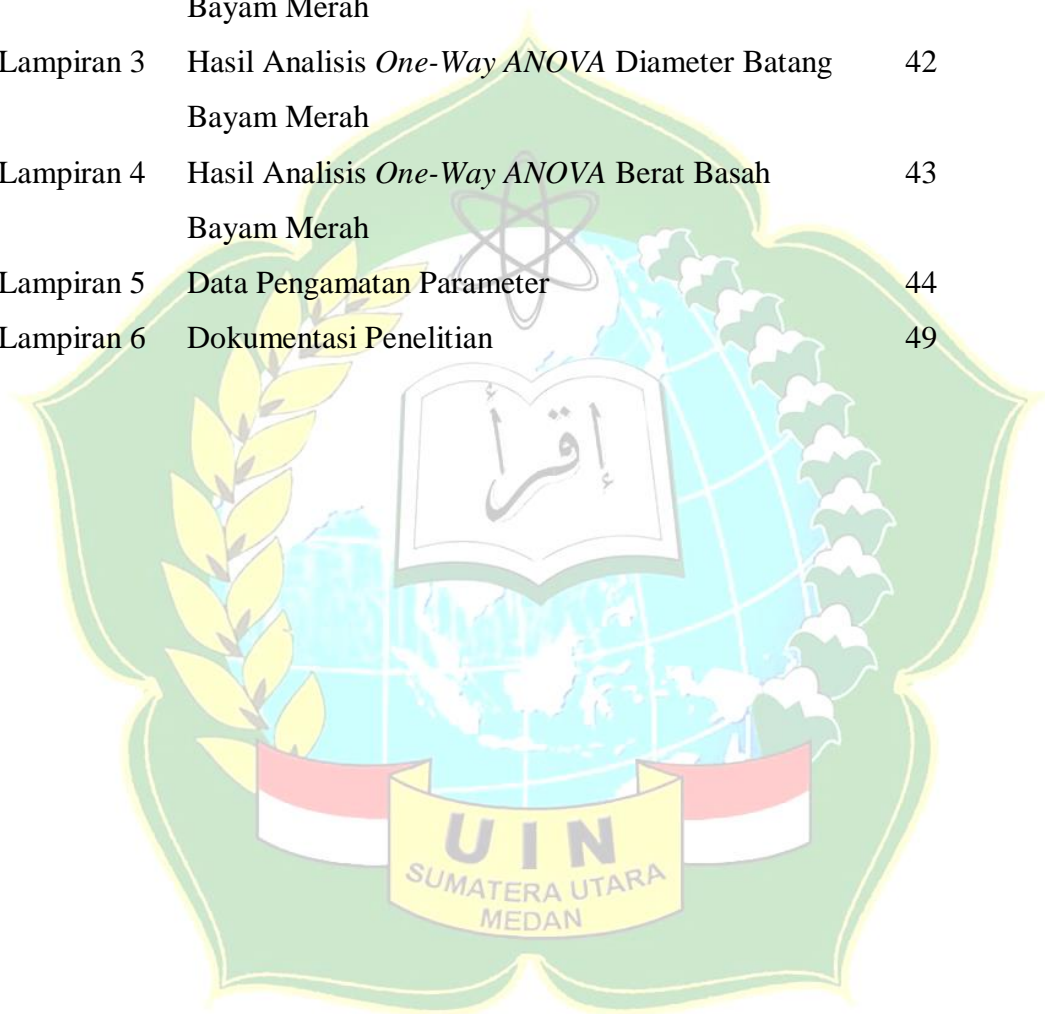 Bayam Merah
Lampiran 3 Hasil Analisis One-Way ANOVA Diameter Batang 42
Bayam Merah
Lampiran 4 Hasil Analisis One-Way ANOVA Berat Basah 43
Bayam Merah
Lampiran 5 Data Pengamatan Parameter 44
Lampiran 6 Dokumentasi Penelitian 49
إقرأ
UIN
SUMATERA UTARA
MEDAN